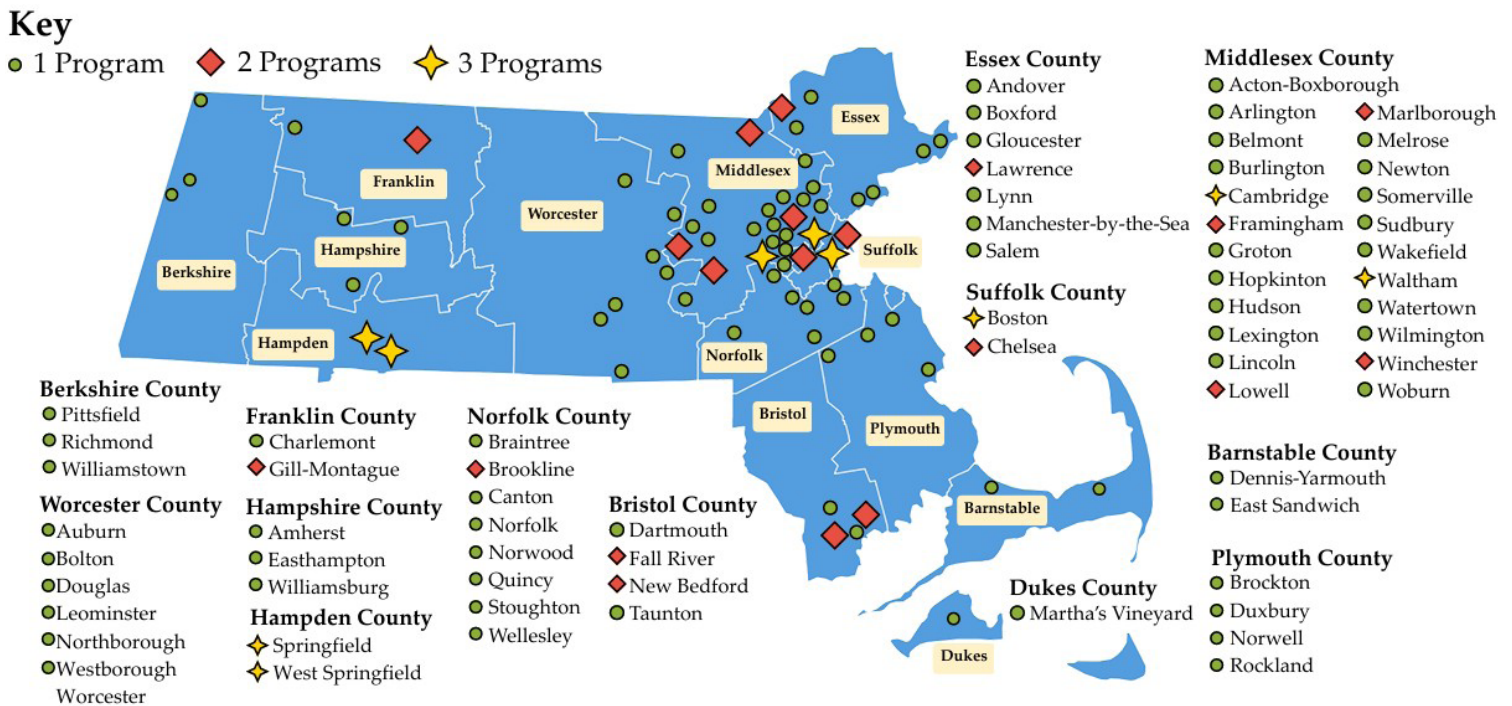 Key
1 Program
2 Programs
3 Programs
Essex
Middlesex
Franklin
Worcester
Hampshire
Suffolk
Berkshire
Hampden
Norfolk
Bristol
Plymouth
Barnstable
Dukes
Essex County
Andover
Boxford
Gloucester
Lawrence
Lynn
Manchester-by-the-Sea
Salem
Suffolk County
Boston
Chelsea
Middlesex County
Acton-Boxborough
Arlington
Belmont
Burlington
Cambridge
Framingham
Groton
Hopkinton
Hudson
Lexington
Lincoln
Lowell
Marlborough
Melrose
Newton
Somerville
Sudbury
Wakefield
Waltham
Watertown
Wilmington
Winchester
Woburn
Berkshire County
Pittsfield
Richmond
Williamstown
Worcester County
Auburn
Bolton
Douglas
Leominster
Northborough
Westborough
Worcester
Franklin County
Charlemont
Gill-Montague
Hampshire County
Amherst
Easthampton
Williamsburg
Hampden County
Springfield
West Springfield
Norfolk County
Braintree
Brookline
Canton
Norfolk
Norwood
Quincy
Stoughton
Wellesley
Bristol County
Dartmouth
Fall River
New Bedford
Taunton
Dukes County
Martha's Vineyard
Barnstable County
Dennis-Yarmouth
East Sandwich
Plymouth County
Brockton
Duxbury
Norwell
Rockland